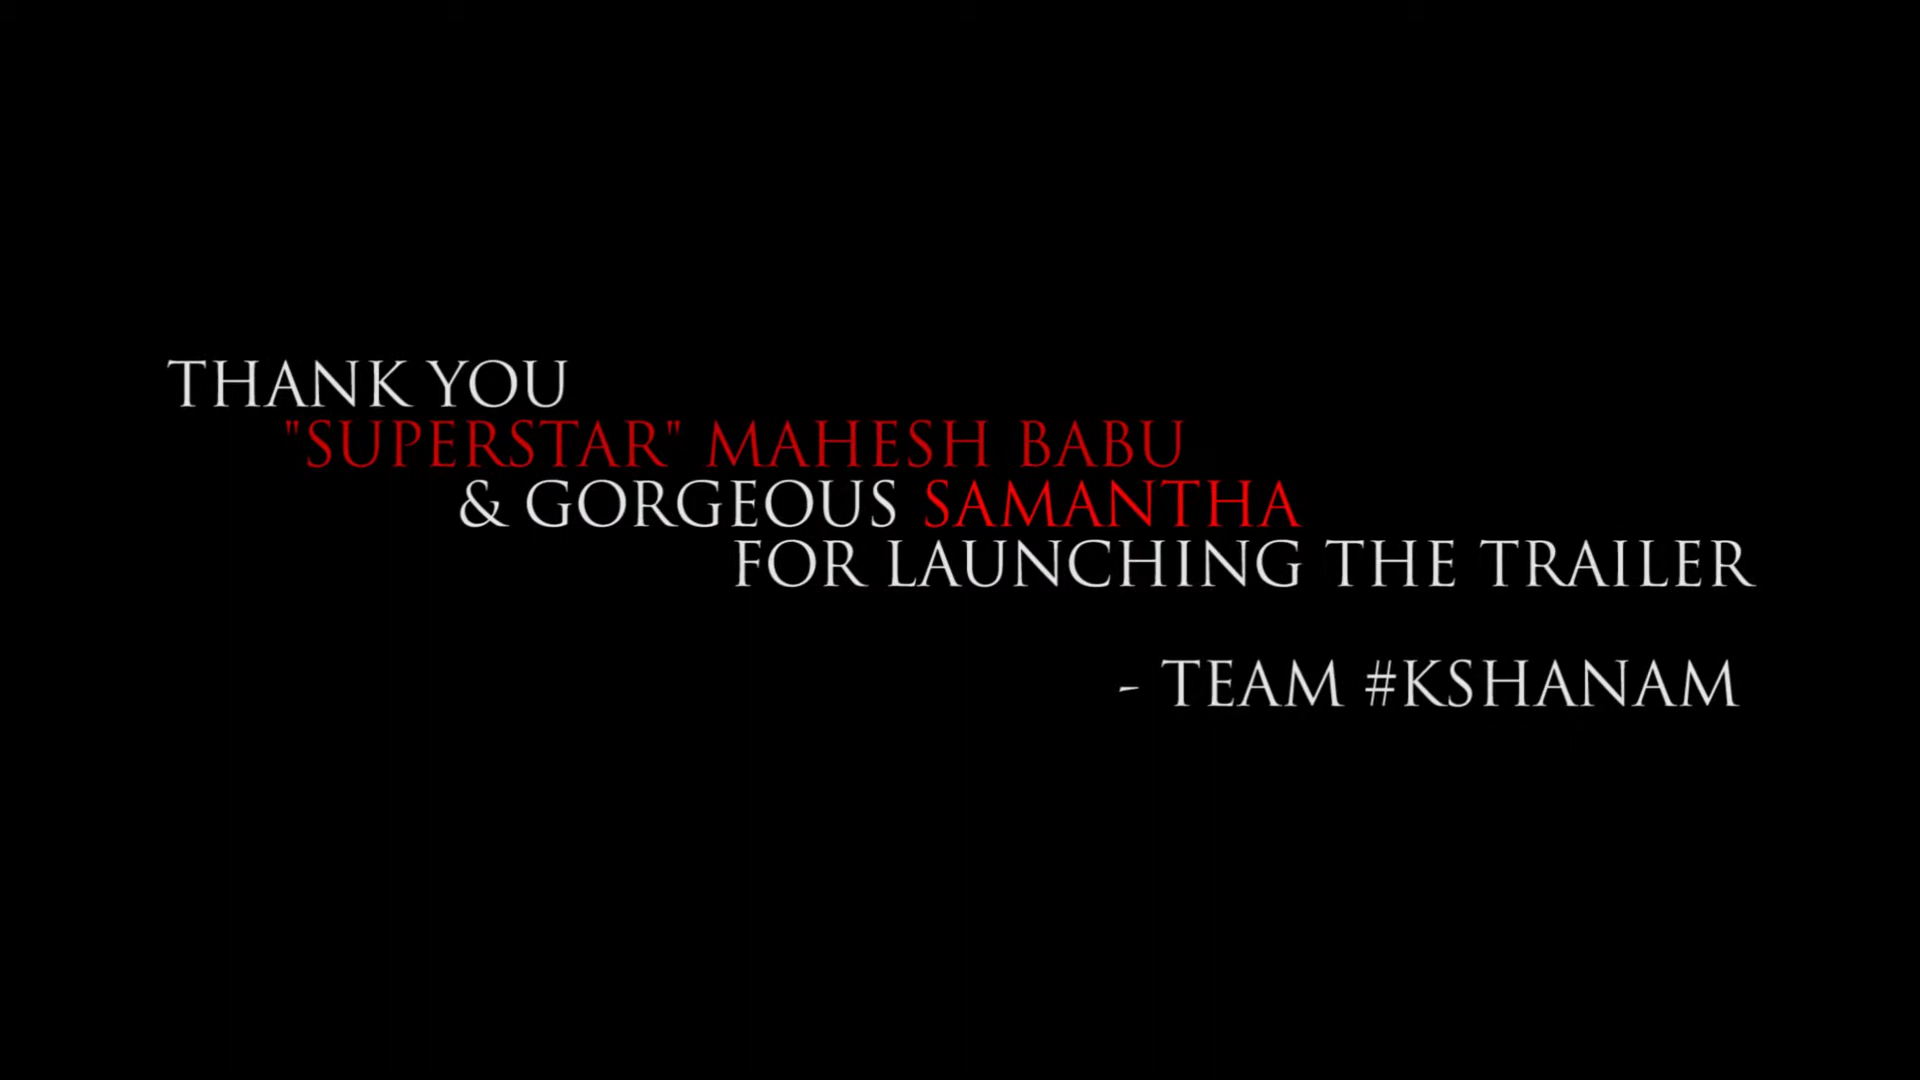 THANK YOU
"SUPERSTAR" MAHESH BABU
& GORGEOUS SAMANTHA
FOR LAUNCHING THE TRAILER
- TEAM #KSHANAM